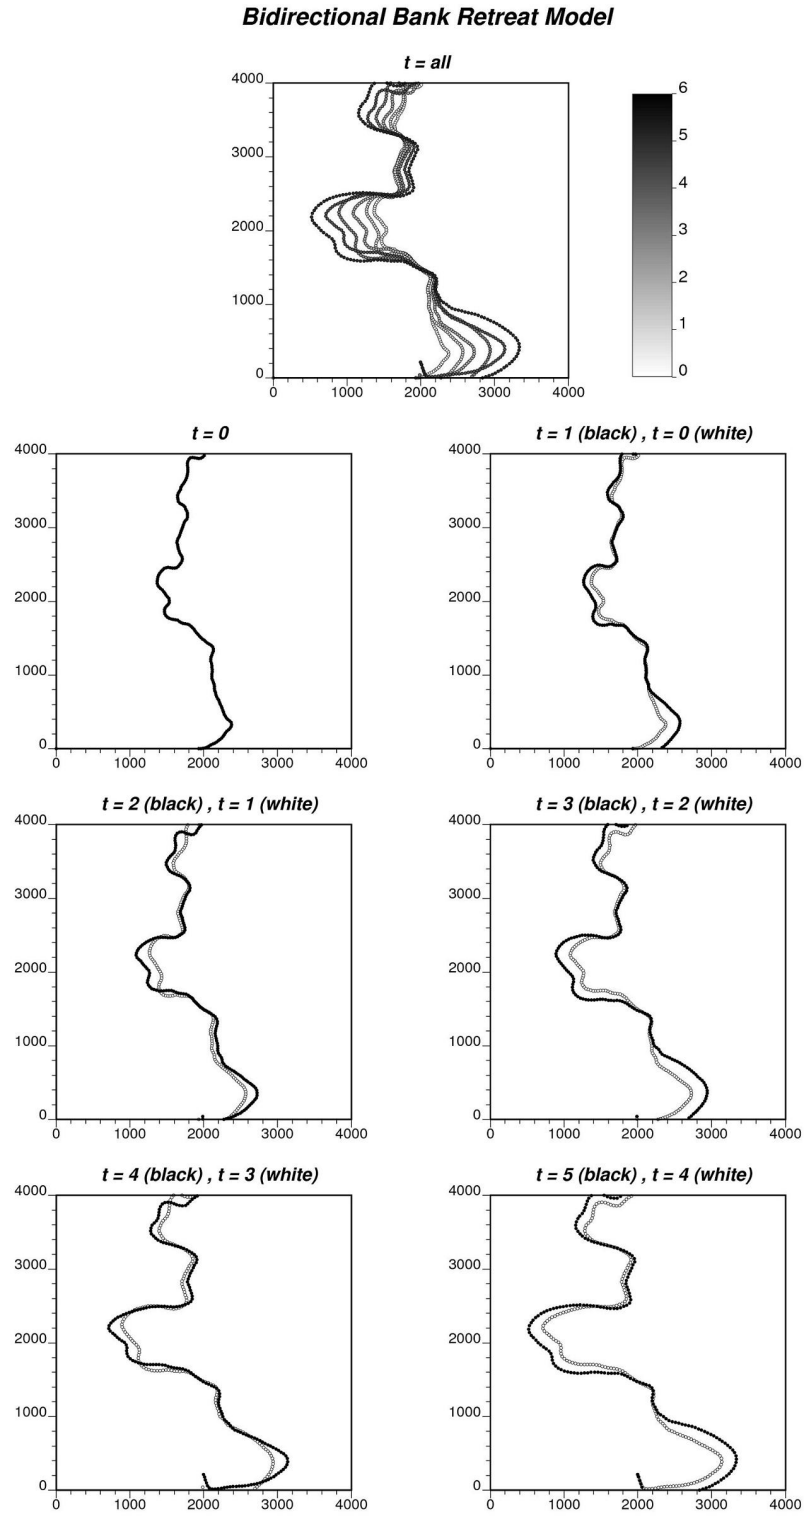 Bidirectional Bank Retreat Model
t = all
4000
3000
2000
1000
0
0 1000 2000 3000 4000
6
5
4
3
2
1
0
t = 0
4000
3000
2000
1000
0
0 1000 2000 3000 4000
t = 1 (black) , t = 0 (white)
4000
3000
2000
1000
0
0 1000 2000 3000 4000
t = 2 (black) , t = 1 (white)
4000
3000
2000
1000
0
0 1000 2000 3000 4000
t = 3 (black) , t = 2 (white)
4000
3000
2000
1000
0
0 1000 2000 3000 4000
t = 4 (black) , t = 3 (white)
4000
3000
2000
1000
0
0 1000 2000 3000 4000
t = 5 (black) , t = 4 (white)
4000
3000
2000
1000
0
0 1000 2000 3000 4000